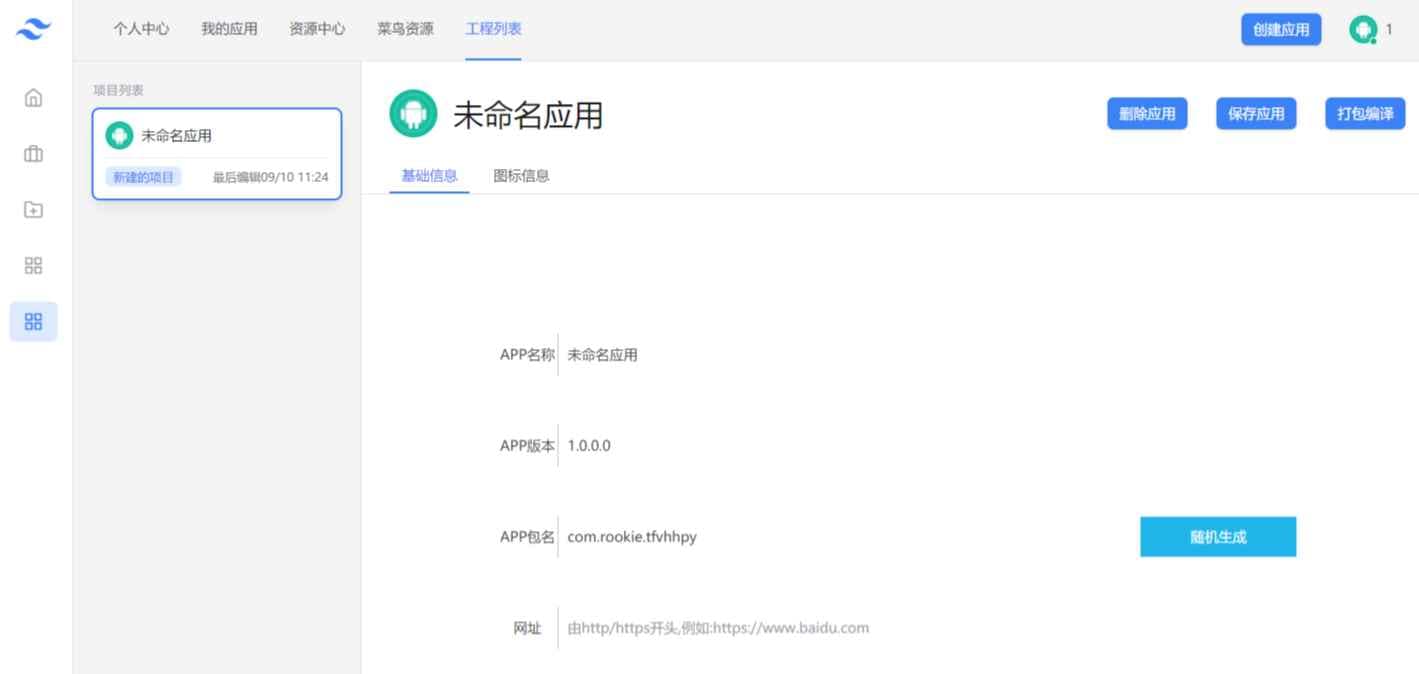 个人中心 我的应用 资源中心 菜鸟资源 工程列表 创建应用 1
项目列表
未命名应用
新建的项目 最后编辑09/10 11:24
未命名应用 删除应用 保存应用 打包编译
基础信息 图标信息
APP名称 未命名应用
APP版本 1.0.0.0
APP包名 com.rookie.tfvhhpy 随机生成
网址 由http/https开头,例如:https://www.baidu.com